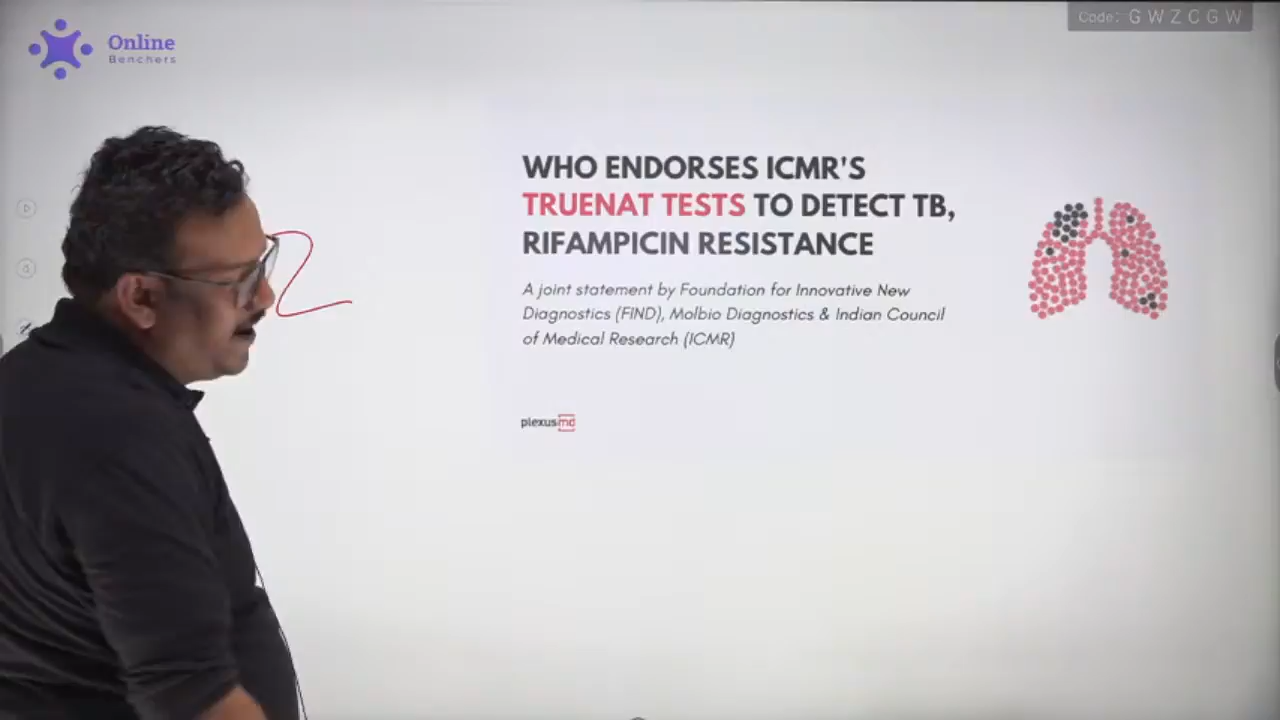 Online
Benchers
Code: G W Z C G W
WHO ENDORSES ICMR'S
TRUENAT TESTS TO DETECT TB,
RIFAMPICIN RESISTANCE
A joint statement by Foundation for Innovative New
Diagnostics (FIND), Molbio Diagnostics & Indian Council
of Medical Research (ICMR)
plexusmd
2